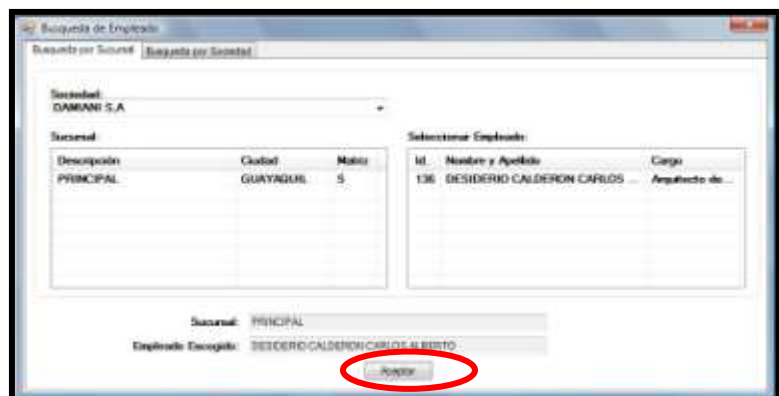 Busqueda de Empleado
Busqueda por Sucursal Busqueda por Sociedad
Sociedad:
DAMIANI S.A
Sucursal: Seleccionar Empleado:
Descripción Ciudad Matriz Id. Nombre y Apellido Cargo
PRINCIPAL GUAYAQUIL S 136 DESIDERIO CALDERON CARLOS ... Arquitecto de ...
Sucursal: PRINCIPAL
Empleado Escogido: DESIDERIO CALDERON CARLOS ALBERTO
Aceptar